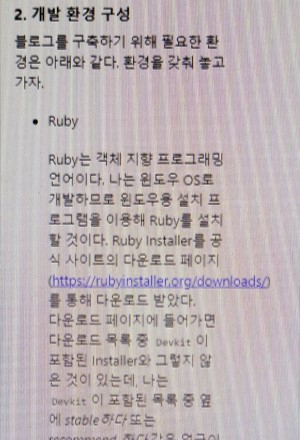 2. 개발 환경 구성
블로그를 구축하기 위해 필요한 환
경은 아래와 같다. 환경을 갖춰 놓고
가자.
• Ruby
Ruby는 객체 지향 프로그래밍
언어이다. 나는 윈도우 OS로
개발하므로 윈도우용 설치 프
로그램을 이용해 Ruby를 설치
할 것이다. Ruby Installer를 공
식 사이트의 다운로드 페이지
(https://rubyinstaller.org/downloads/)
를 통해 다운로드 받았다.
다운로드 페이지에 들어가면
다운로드 목록 중 Devkit 이
포함된 Installer와 그렇지 않
은 것이 있는데, 나는
Devkit 이 포함된 목록 중 옆
에 stable하다 또는